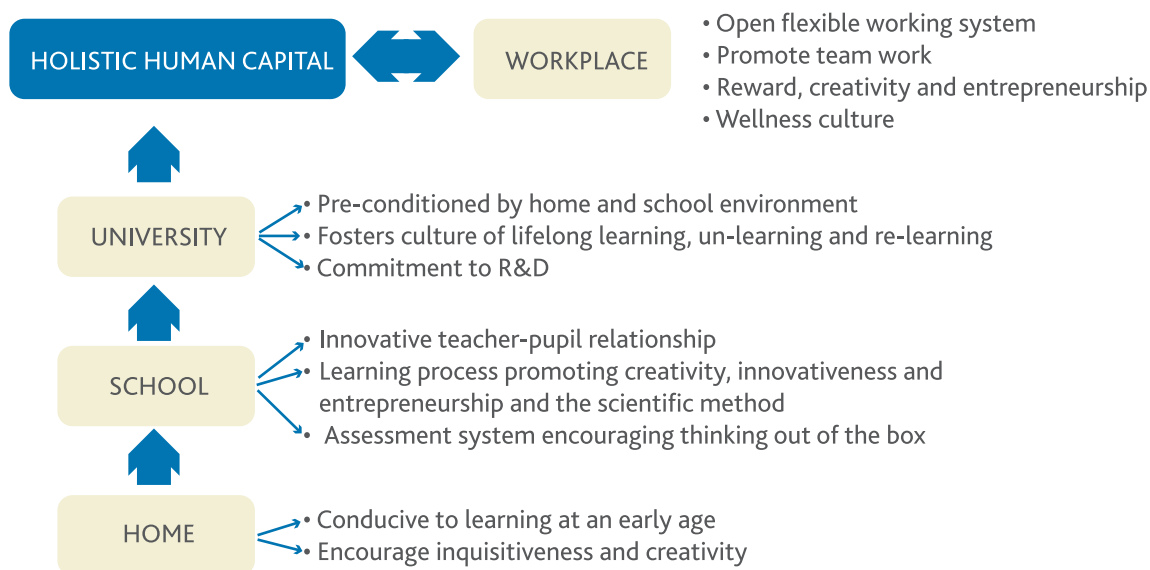 HOLISTIC HUMAN CAPITAL
WORKPLACE
• Open flexible working system
• Promote team work
• Reward, creativity and entrepreneurship
• Wellness culture
UNIVERSITY
• Pre-conditioned by home and school environment
• Fosters culture of lifelong learning, un-learning and re-learning
• Commitment to R&D
SCHOOL
• Innovative teacher-pupil relationship
• Learning process promoting creativity, innovativeness and
entrepreneurship and the scientific method
• Assessment system encouraging thinking out of the box
HOME
• Conducive to learning at an early age
• Encourage inquisitiveness and creativity